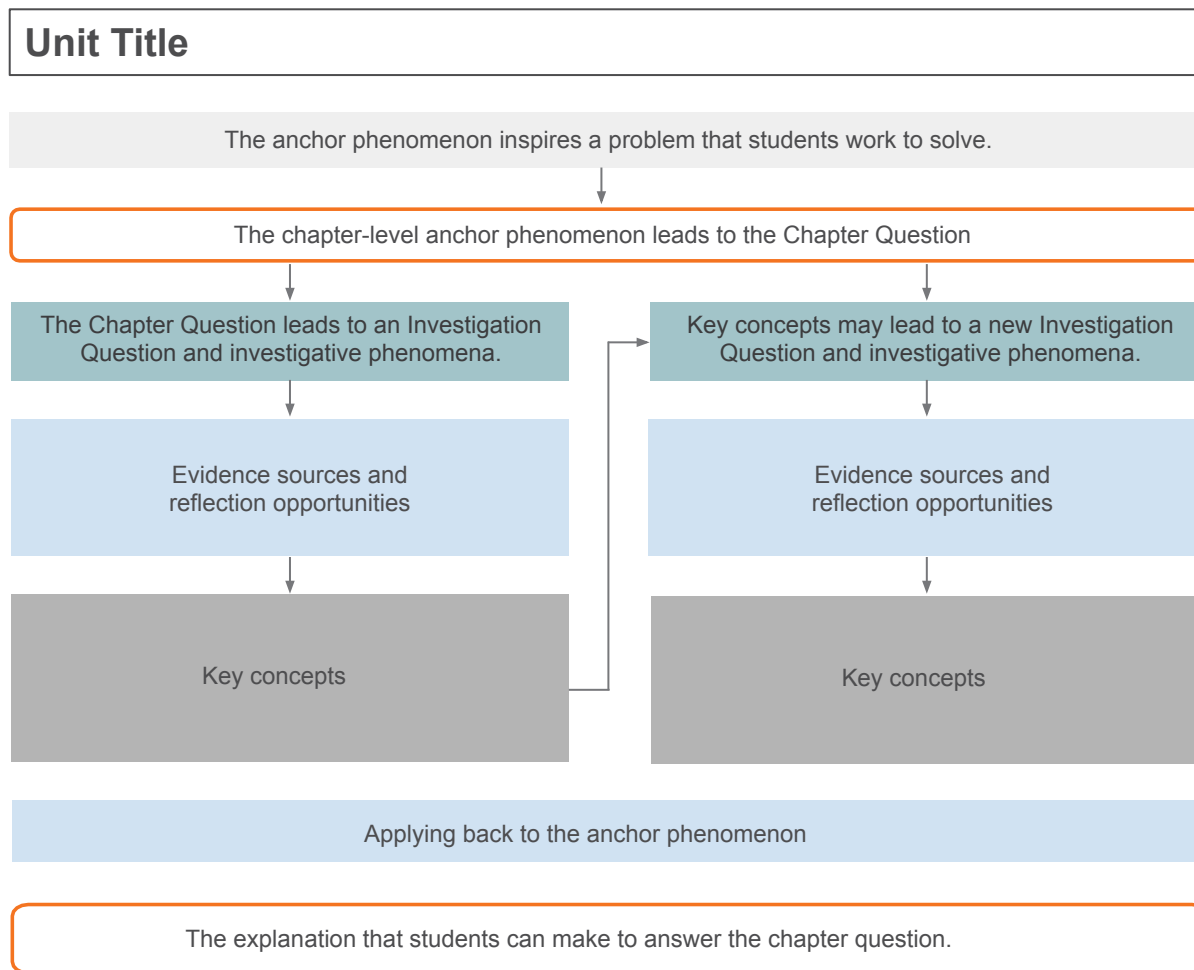 Unit Title
The anchor phenomenon inspires a problem that students work to solve.
The chapter-level anchor phenomenon leads to the Chapter Question
The Chapter Question leads to an Investigation
Question and investigative phenomena.
Evidence sources and
reflection opportunities
Key concepts
Key concepts may lead to a new Investigation
Question and investigative phenomena.
Evidence sources and
reflection opportunities
Key concepts
Applying back to the anchor phenomenon
The explanation that students can make to answer the chapter question.